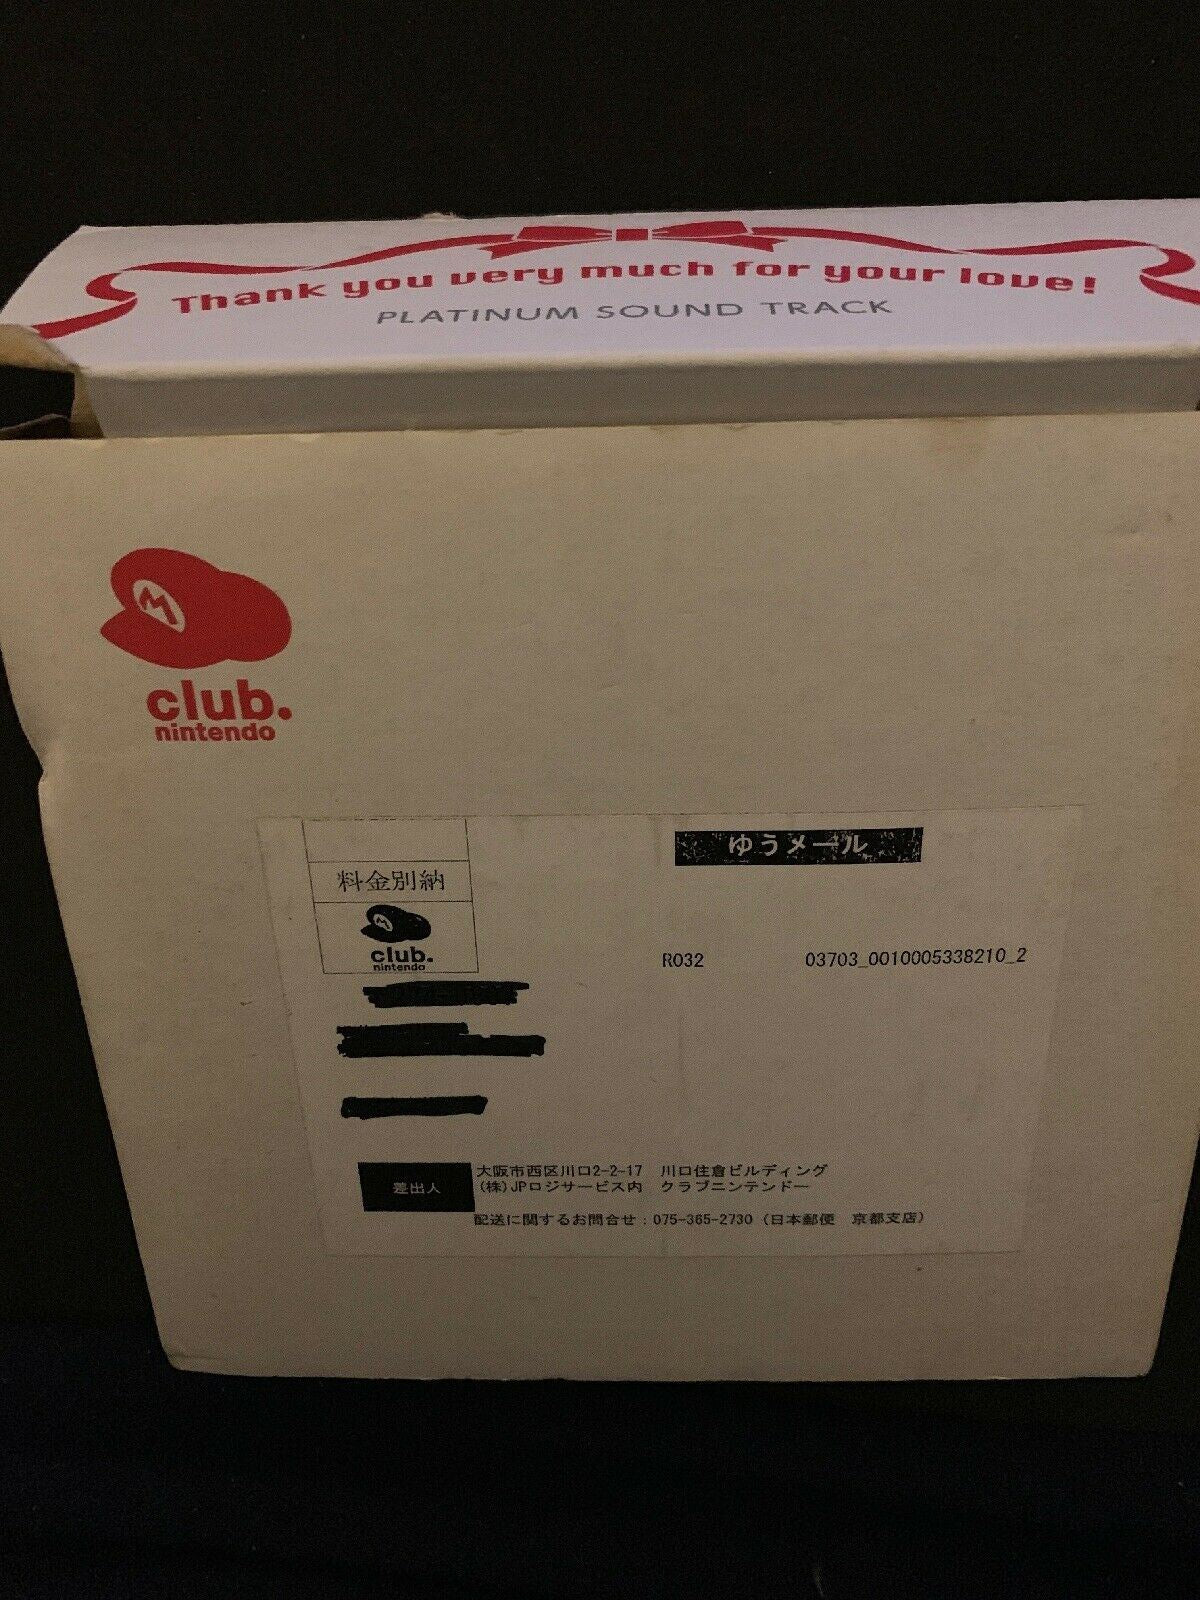 Thank you very much for your love!
PLATINUM SOUND TRACK
M
club.
nintendo
ゆうメール
料金別納
M
club.
nintendo
R032 03703_0010005338210_2
差出人
大阪市西区川口2-2-17 川口住倉ビルディング
(株)JPロジサービス内 クラブニンテンドー
配送に関するお問合せ：075-365-2730 (日本郵便 京都支店)